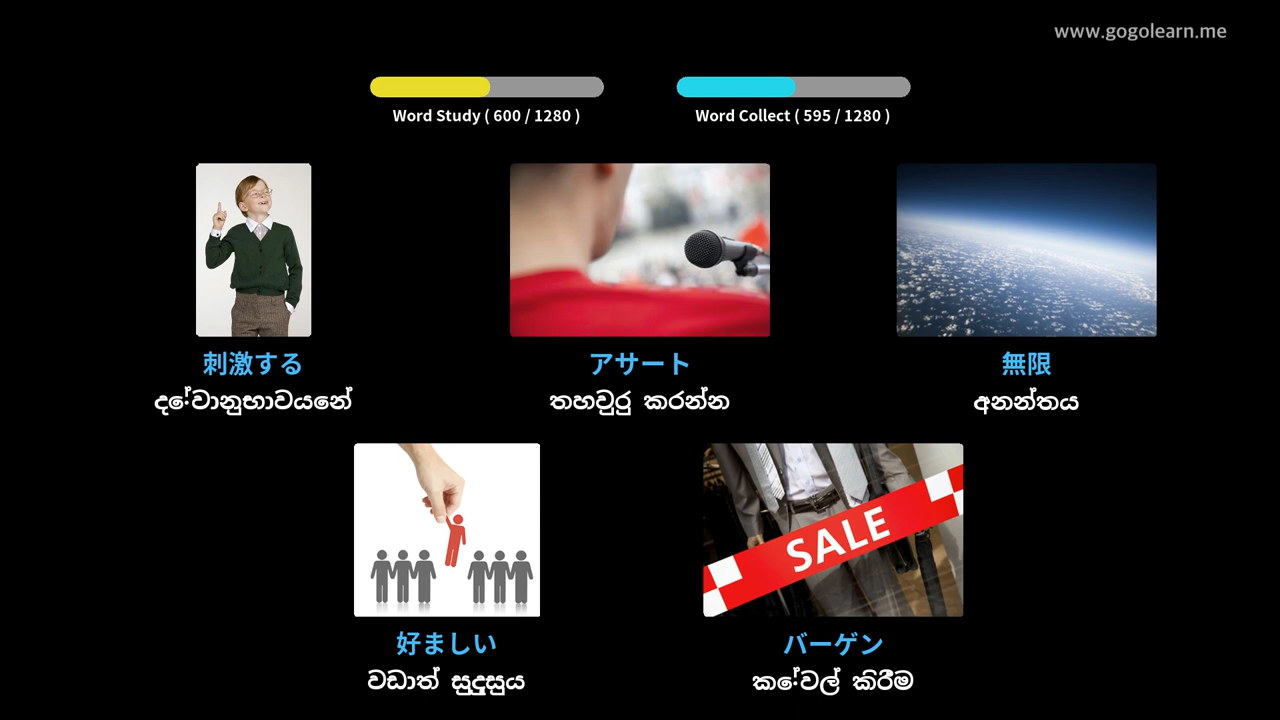 www.gogolearn.me
Word Study ( 600 / 1280 )
Word Collect ( 595 / 1280 )
刺激する
දේවානුභාවයනේ
アサート
තහවුරු කරන්න
無限
අනන්තය
好ましい
වඩාත් සුදුසුය
SALE
バーゲン
කේවල් කිරීම